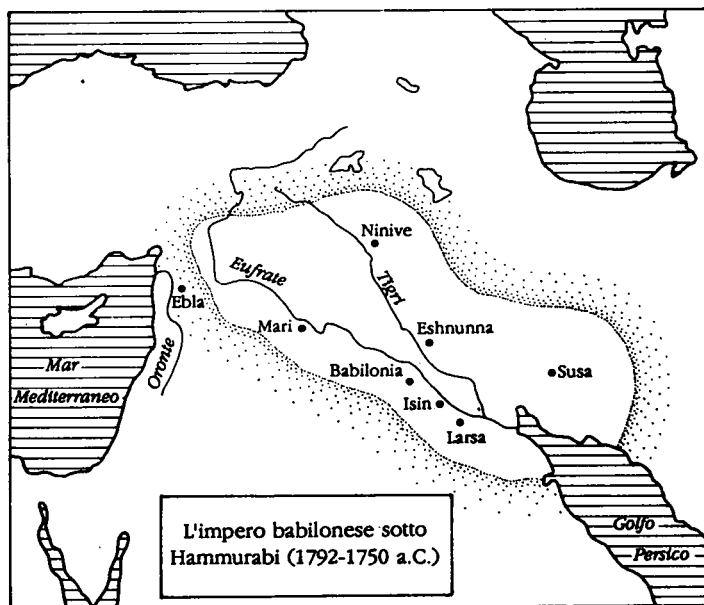 Ninive
Eufrate
Tigri
Ebla
Mari
Eshnunna
Oronte
Mar
Mediterraneo
Babilonia
Susa
Isin
Larsa
L'impero babilonese sotto
Hammurabi (1792-1750 a.C.)
Golfo
Persico